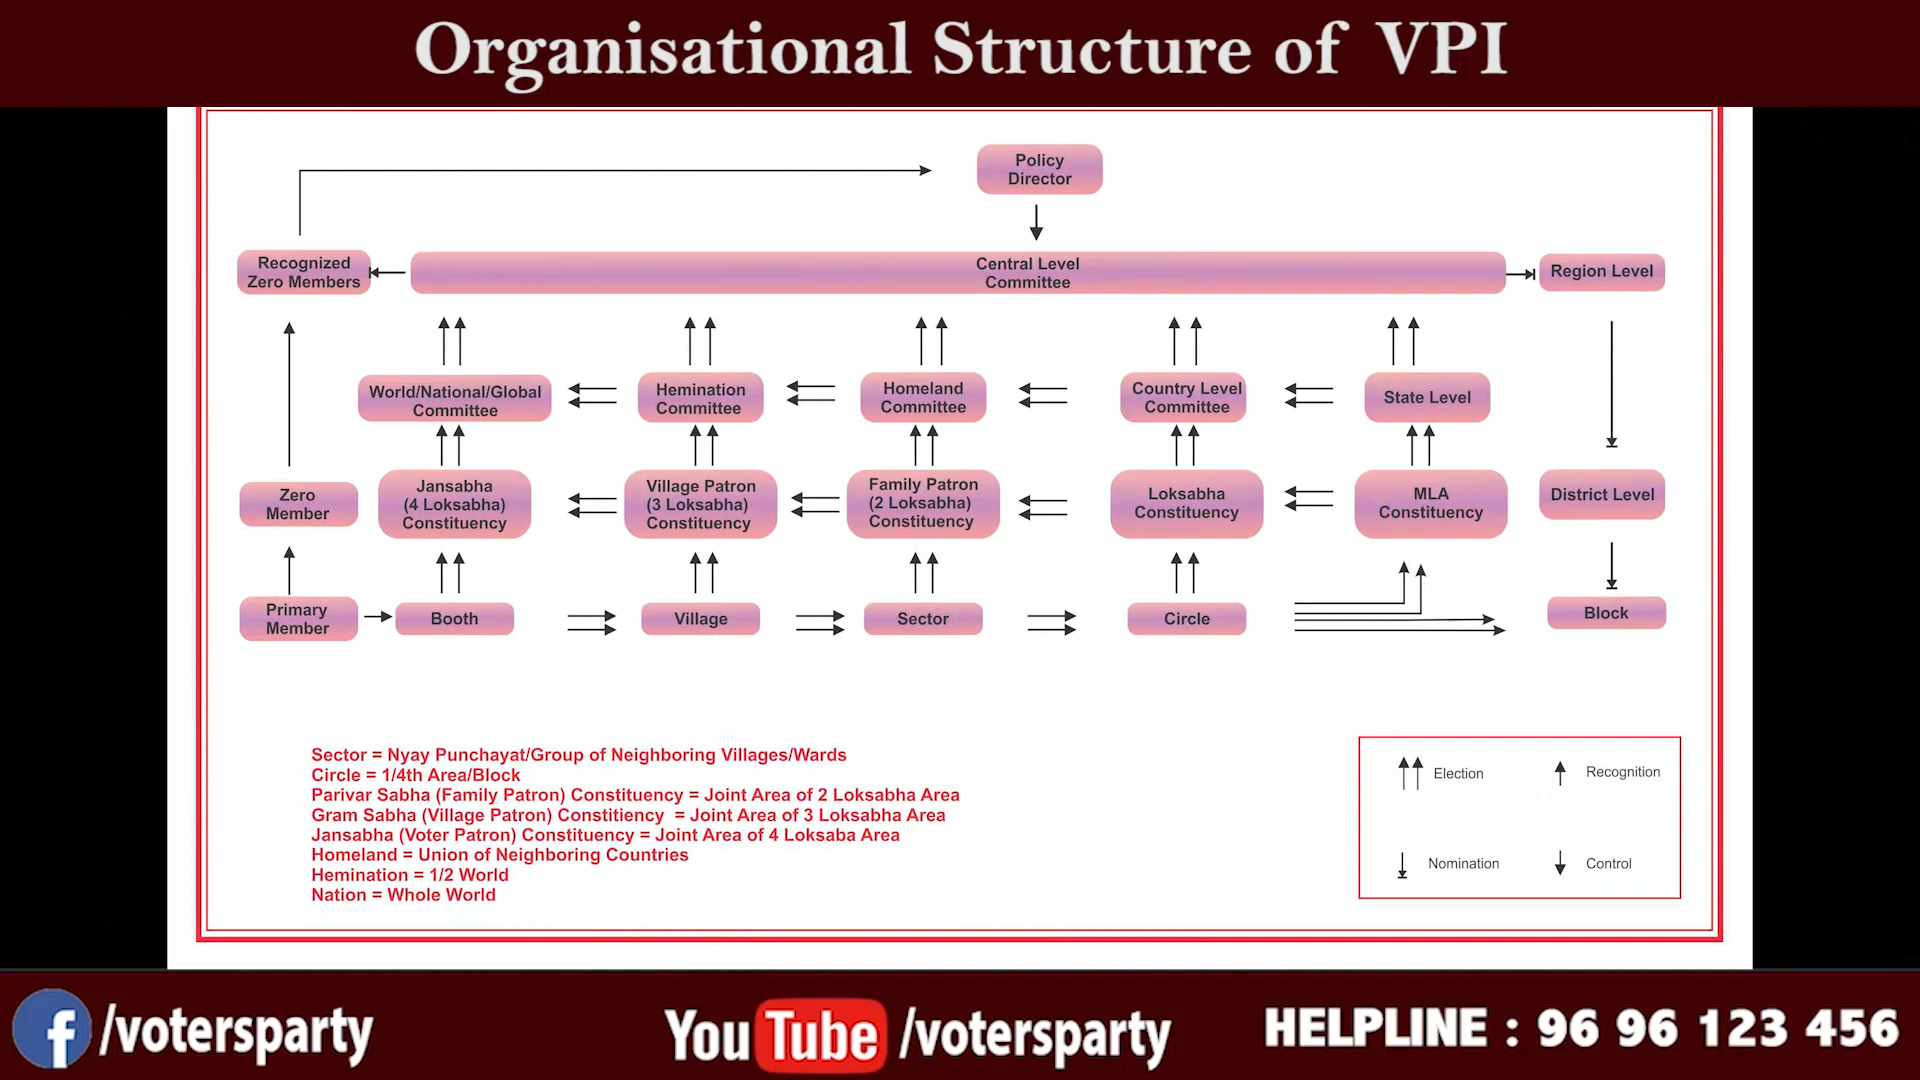 Organisational Structure of VPI
Policy
Director
Recognized
Zero Members
Central Level
Committee
Region Level
World/National/Global
Committee
Hemination
Committee
Homeland
Committee
Country Level
Committee
State Level
Zero
Member
Jansabha
(4 Loksabha)
Constituency
Village Patron
(3 Loksabha)
Constituency
Family Patron
(2 Loksabha)
Constituency
Loksabha
Constituency
MLA
Constituency
District Level
Primary
Member
Booth
Village
Sector
Circle
Block
Sector = Nyay Punchayat/Group of Neighboring Villages/Wards
Circle = 1/4th Area/Block
Parivar Sabha (Family Patron) Constituency = Joint Area of 2 Loksabha Area
Gram Sabha (Village Patron) Constitiency = Joint Area of 3 Loksabha Area
Jansabha (Voter Patron) Constituency = Joint Area of 4 Loksaba Area
Homeland = Union of Neighboring Countries
Hemination = 1/2 World
Nation = Whole World
Election
Recognition
Nomination
Control
f /votersparty
YouTube /votersparty
HELPLINE : 96 96 123 456